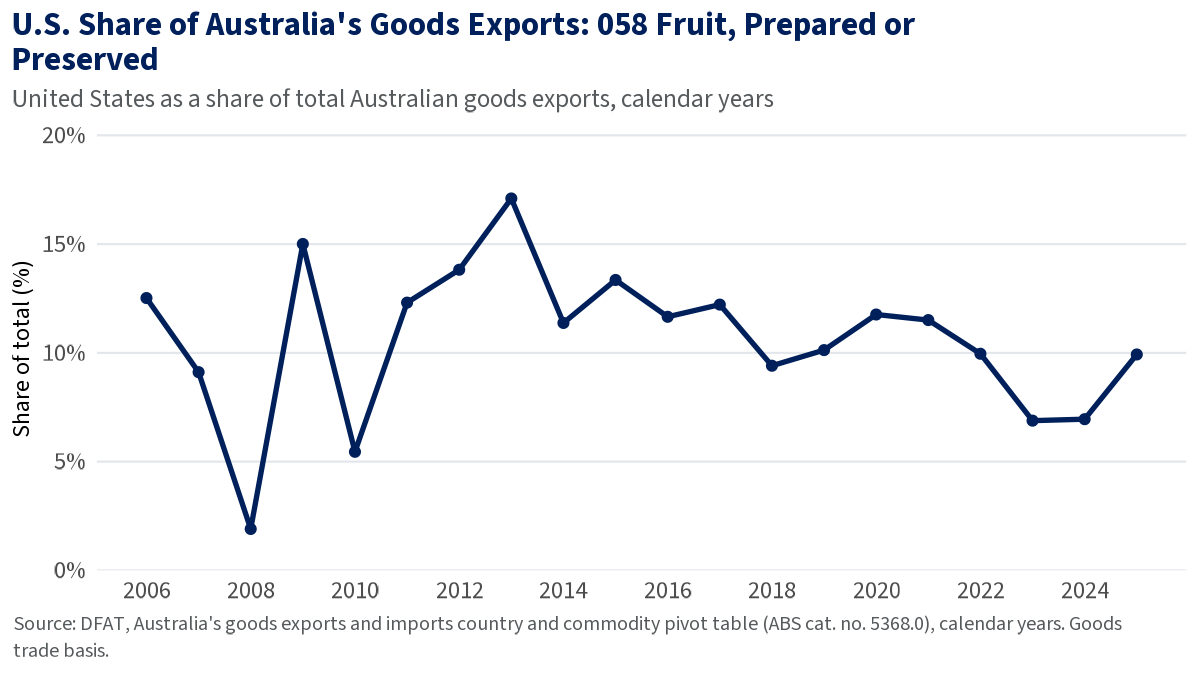 U.S. Share of Australia's Goods Exports: 058 Fruit, Prepared or
Preserved
United States as a share of total Australian goods exports, calendar years
20%
15%
10%
5%
0%
Share of total (%)
2006 2008 2010 2012 2014 2016 2018 2020 2022 2024
Source: DFAT, Australia's goods exports and imports country and commodity pivot table (ABS cat. no. 5368.0), calendar years. Goods
trade basis.